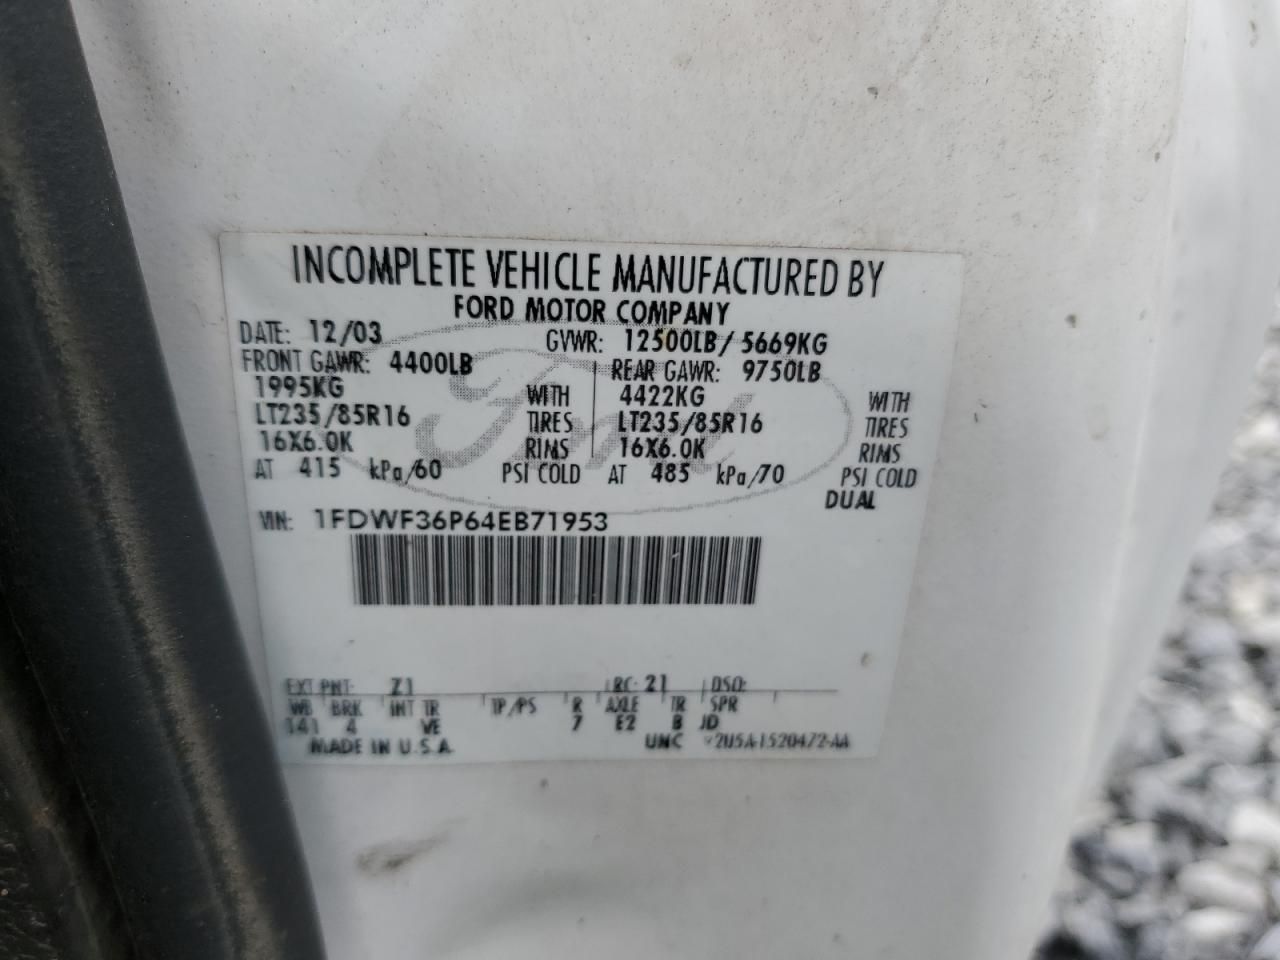 INCOMPLETE VEHICLE MANUFACTURED BY
FORD MOTOR COMPANY
DATE: 12/03 GVWR: 12500LB/ 5669KG
FRONT GAWR: 4400LB REAR GAWR: 9750LB
1995KG WITH 4422KG WITH
LT235/85R16 TIRES LT235/85R16 TIRES
16X6.0K RIMS 16X6.0K RIMS
AT 415 kPa/60 PSI COLD AT 485 kPa/70 PSI COLD
DUAL
Ford
VIN: 1FDWF36P64EB71953
EXT PNT: Z1 RC: 21 DSO:
WB BRK INT TR TP/PS R AXLE TR SPR
141 4 VE 7 E2 B JD
MADE IN U.S.A. UNC 2U5A-1520472-AA